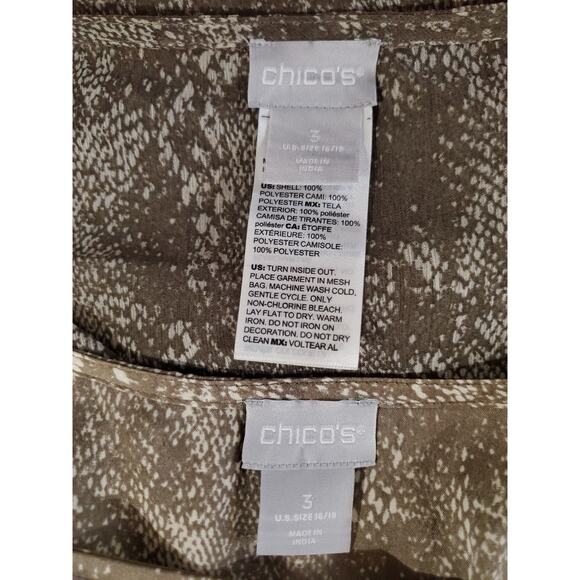 chico's®
3
U.S. SIZE 16/18
MADE IN
INDIA
US: SHELL: 100%
POLYESTER CAMI: 100%
POLYESTER MX: TELA
EXTERIOR: 100% poliéster
CAMISA DE TIRANTES: 100%
poliéster CA: ÉTOFFE
EXTÉRIEURE: 100%
POLYESTER CAMISOLE:
100% POLYESTER
US: TURN INSIDE OUT.
PLACE GARMENT IN MESH
BAG. MACHINE WASH COLD,
GENTLE CYCLE. ONLY
NON-CHLORINE BLEACH.
LAY FLAT TO DRY. WARM
IRON. DO NOT IRON ON
DECORATION. DO NOT DRY
CLEAN MX: VOLTEAR AL
chico's®
3
U.S. SIZE 16/18
MADE IN
INDIA